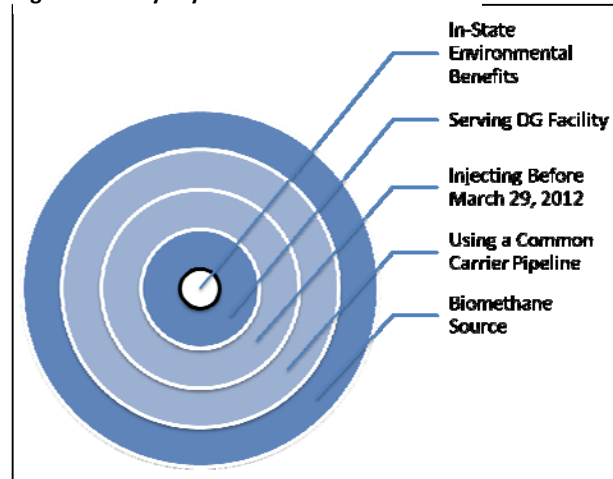 In-State
Environmental
Benefits
Serving DG Facility
Injecting Before
March 29, 2012
Using a Common
Carrier Pipeline
Biomethane
Source